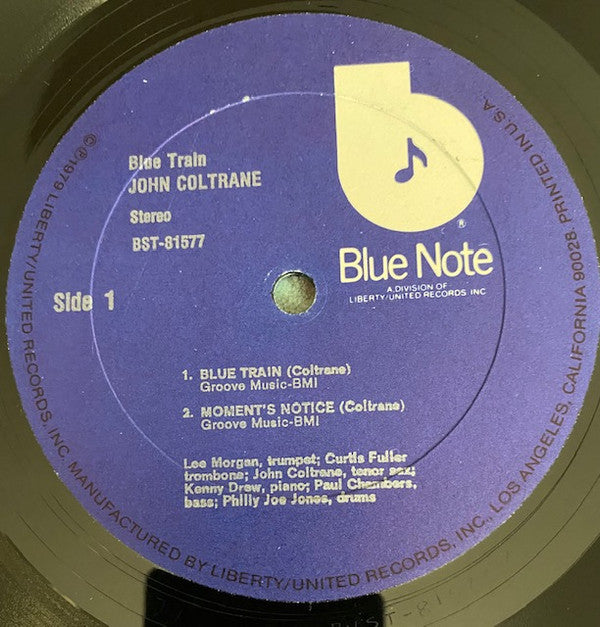 Blue Train
JOHN COLTRANE
Stereo
BST-81577
Side 1
b
®
Blue Note
A DIVISION OF
LIBERTY/UNITED RECORDS, INC
1. BLUE TRAIN (Coltrane)
Groove Music-BMI
2. MOMENT'S NOTICE (Coltrane)
Groove Music-BMI
Lee Morgan, trumpet; Curtis Fuller
trombone; John Coltrane, tenor sax;
Kenny Drew, piano; Paul Chambers,
bass; Philly Joe Jones, drums
©℗1979 LIBERTY/UNITED RECORDS, INC. MANUFACTURED BY LIBERTY/UNITED RECORDS, INC., LOS ANGELES, CALIFORNIA 90028 PRINTED IN U.S.A.